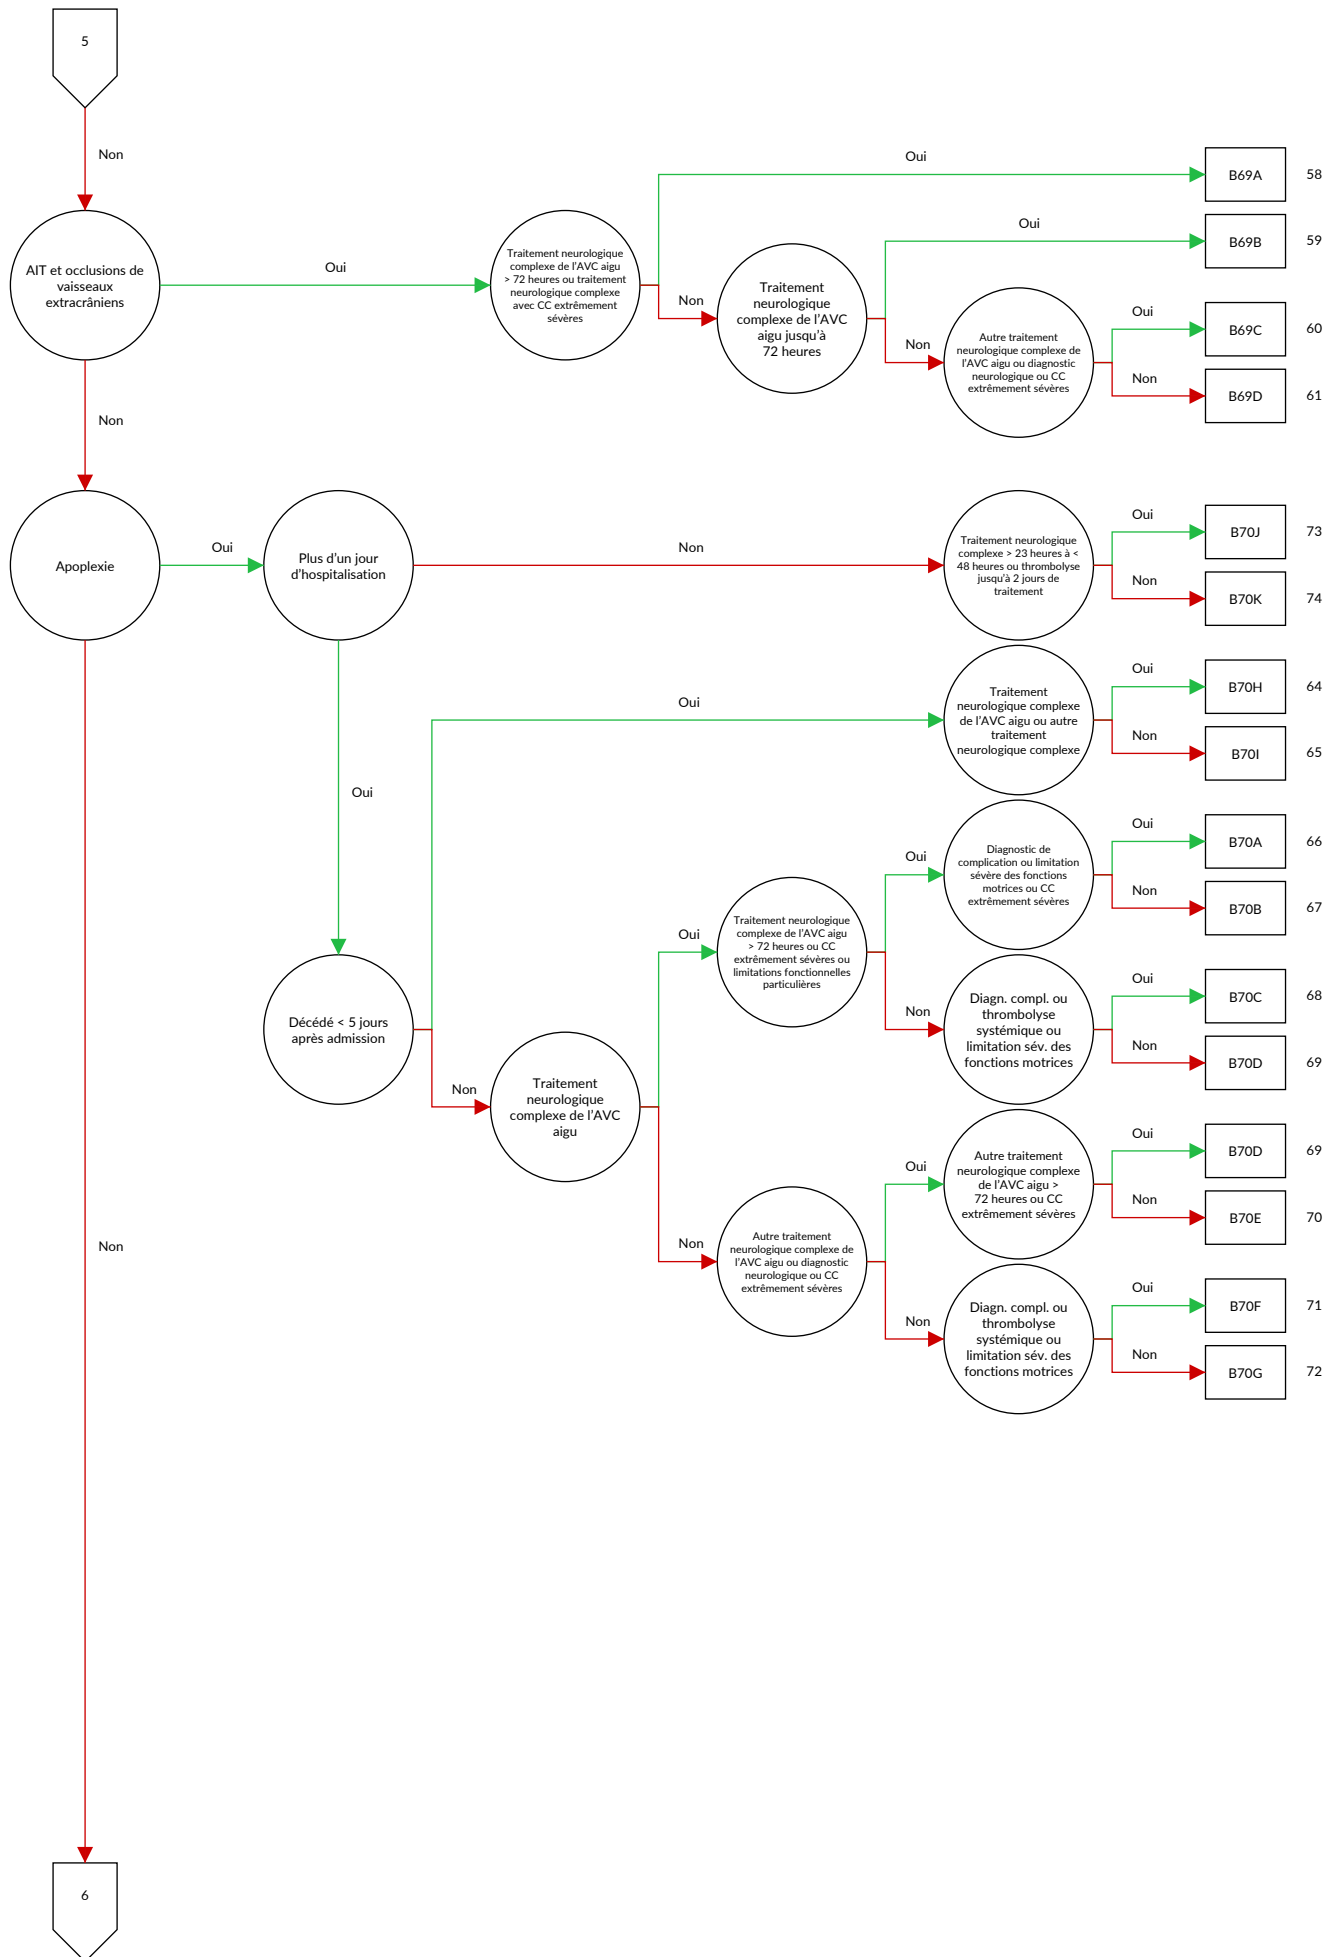 5
Non
Oui
B69A
58
Oui
B69B
59
AIT et occlusions de
vaisseaux
extracrâniens
Oui
Traitement neurologique
complexe de l'AVC aigu
> 72 heures ou traitement
neurologique complexe
avec CC extrêmement
sévères
Non
Traitement
neurologique
complexe de l'AVC
aigu jusqu'à
72 heures
Non
Autre traitement
neurologique complexe de
l'AVC aigu ou diagnostic
neurologique ou CC
extrêmement sévères
Oui
B69C
60
Non
B69D
61
Non
Apoplexie
Oui
Plus d'un jour
d'hospitalisation
Non
Traitement neurologique
complexe > 23 heures à <
48 heures ou thrombolyse
jusqu'à 2 jours de
traitement
Oui
B70J
73
Non
B70K
74
Oui
Traitement
neurologique complexe
de l'AVC aigu ou autre
traitement
neurologique complexe
Oui
B70H
64
Non
B70I
65
Oui
Oui
Diagnostic de
complication ou limitation
sévère des fonctions
motrices ou CC
extrêmement sévères
Oui
B70A
66
Non
B70B
67
Oui
Traitement neurologique
complexe de l'AVC aigu
> 72 heures ou CC
extrêmement sévères ou
limitations fonctionnelles
particulières
Non
Diagn. compl. ou
thrombolyse
systémique ou
limitation sév. des
fonctions motrices
Oui
B70C
68
Non
B70D
69
Décédé < 5 jours
après admission
Non
Traitement
neurologique
complexe de l'AVC
aigu
Oui
Autre traitement
neurologique complexe
de l'AVC aigu >
72 heures ou CC
extrêmement sévères
Oui
B70D
69
Non
B70E
70
Non
Non
Autre traitement
neurologique complexe de
l'AVC aigu ou diagnostic
neurologique ou CC
extrêmement sévères
Non
Diagn. compl. ou
thrombolyse
systémique ou
limitation sév. des
fonctions motrices
Oui
B70F
71
Non
B70G
72
6